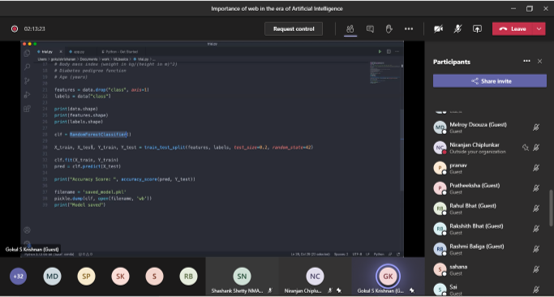 Importance of web in the era of Artificial Intelligence
02:13:23
Request control
Leave
# Body mass index (weight in kg/(height in m)^2)
# Diabetes pedigree function
# Age (years)
features = data.drop("class", axis=1)
labels = data["class"]
print(data.shape)
print(features.shape)
print(labels.shape)
clf = RandomForestClassifier()
X_train, X_test, Y_train, Y_test = train_test_split(features, labels, test_size=0.2, random_state=42)
clf.fit(X_train, Y_train)
pred = clf.predict(X_test)
print("Accuracy Score: ", accuracy_score(pred, Y_test))
filename = 'saved_model.pkl'
pickle.dump(clf, open(filename, 'wb'))
print("Model saved")
Gokul S Krishnan (Guest)
Participants
Share invite
MD
Melroy Dsouza (Guest)
Guest
NC
Niranjan Chiplunkar
Outside your organization
P
pranav
Guest
P
Pratheeksha (Guest)
Guest
RB
Rahul Bhat (Guest)
Guest
RB
Rakshith Bhat (Guest)
Guest
RB
Rashmi Baliga (Guest)
Guest
S
sahana
Guest
S
Sai
Guest
+32
MD
SP
SK
S
RB
SN
Shashank Shetty NMA...
NC
Niranjan Chiplu...
GK
Gokul S Krishnan (G...